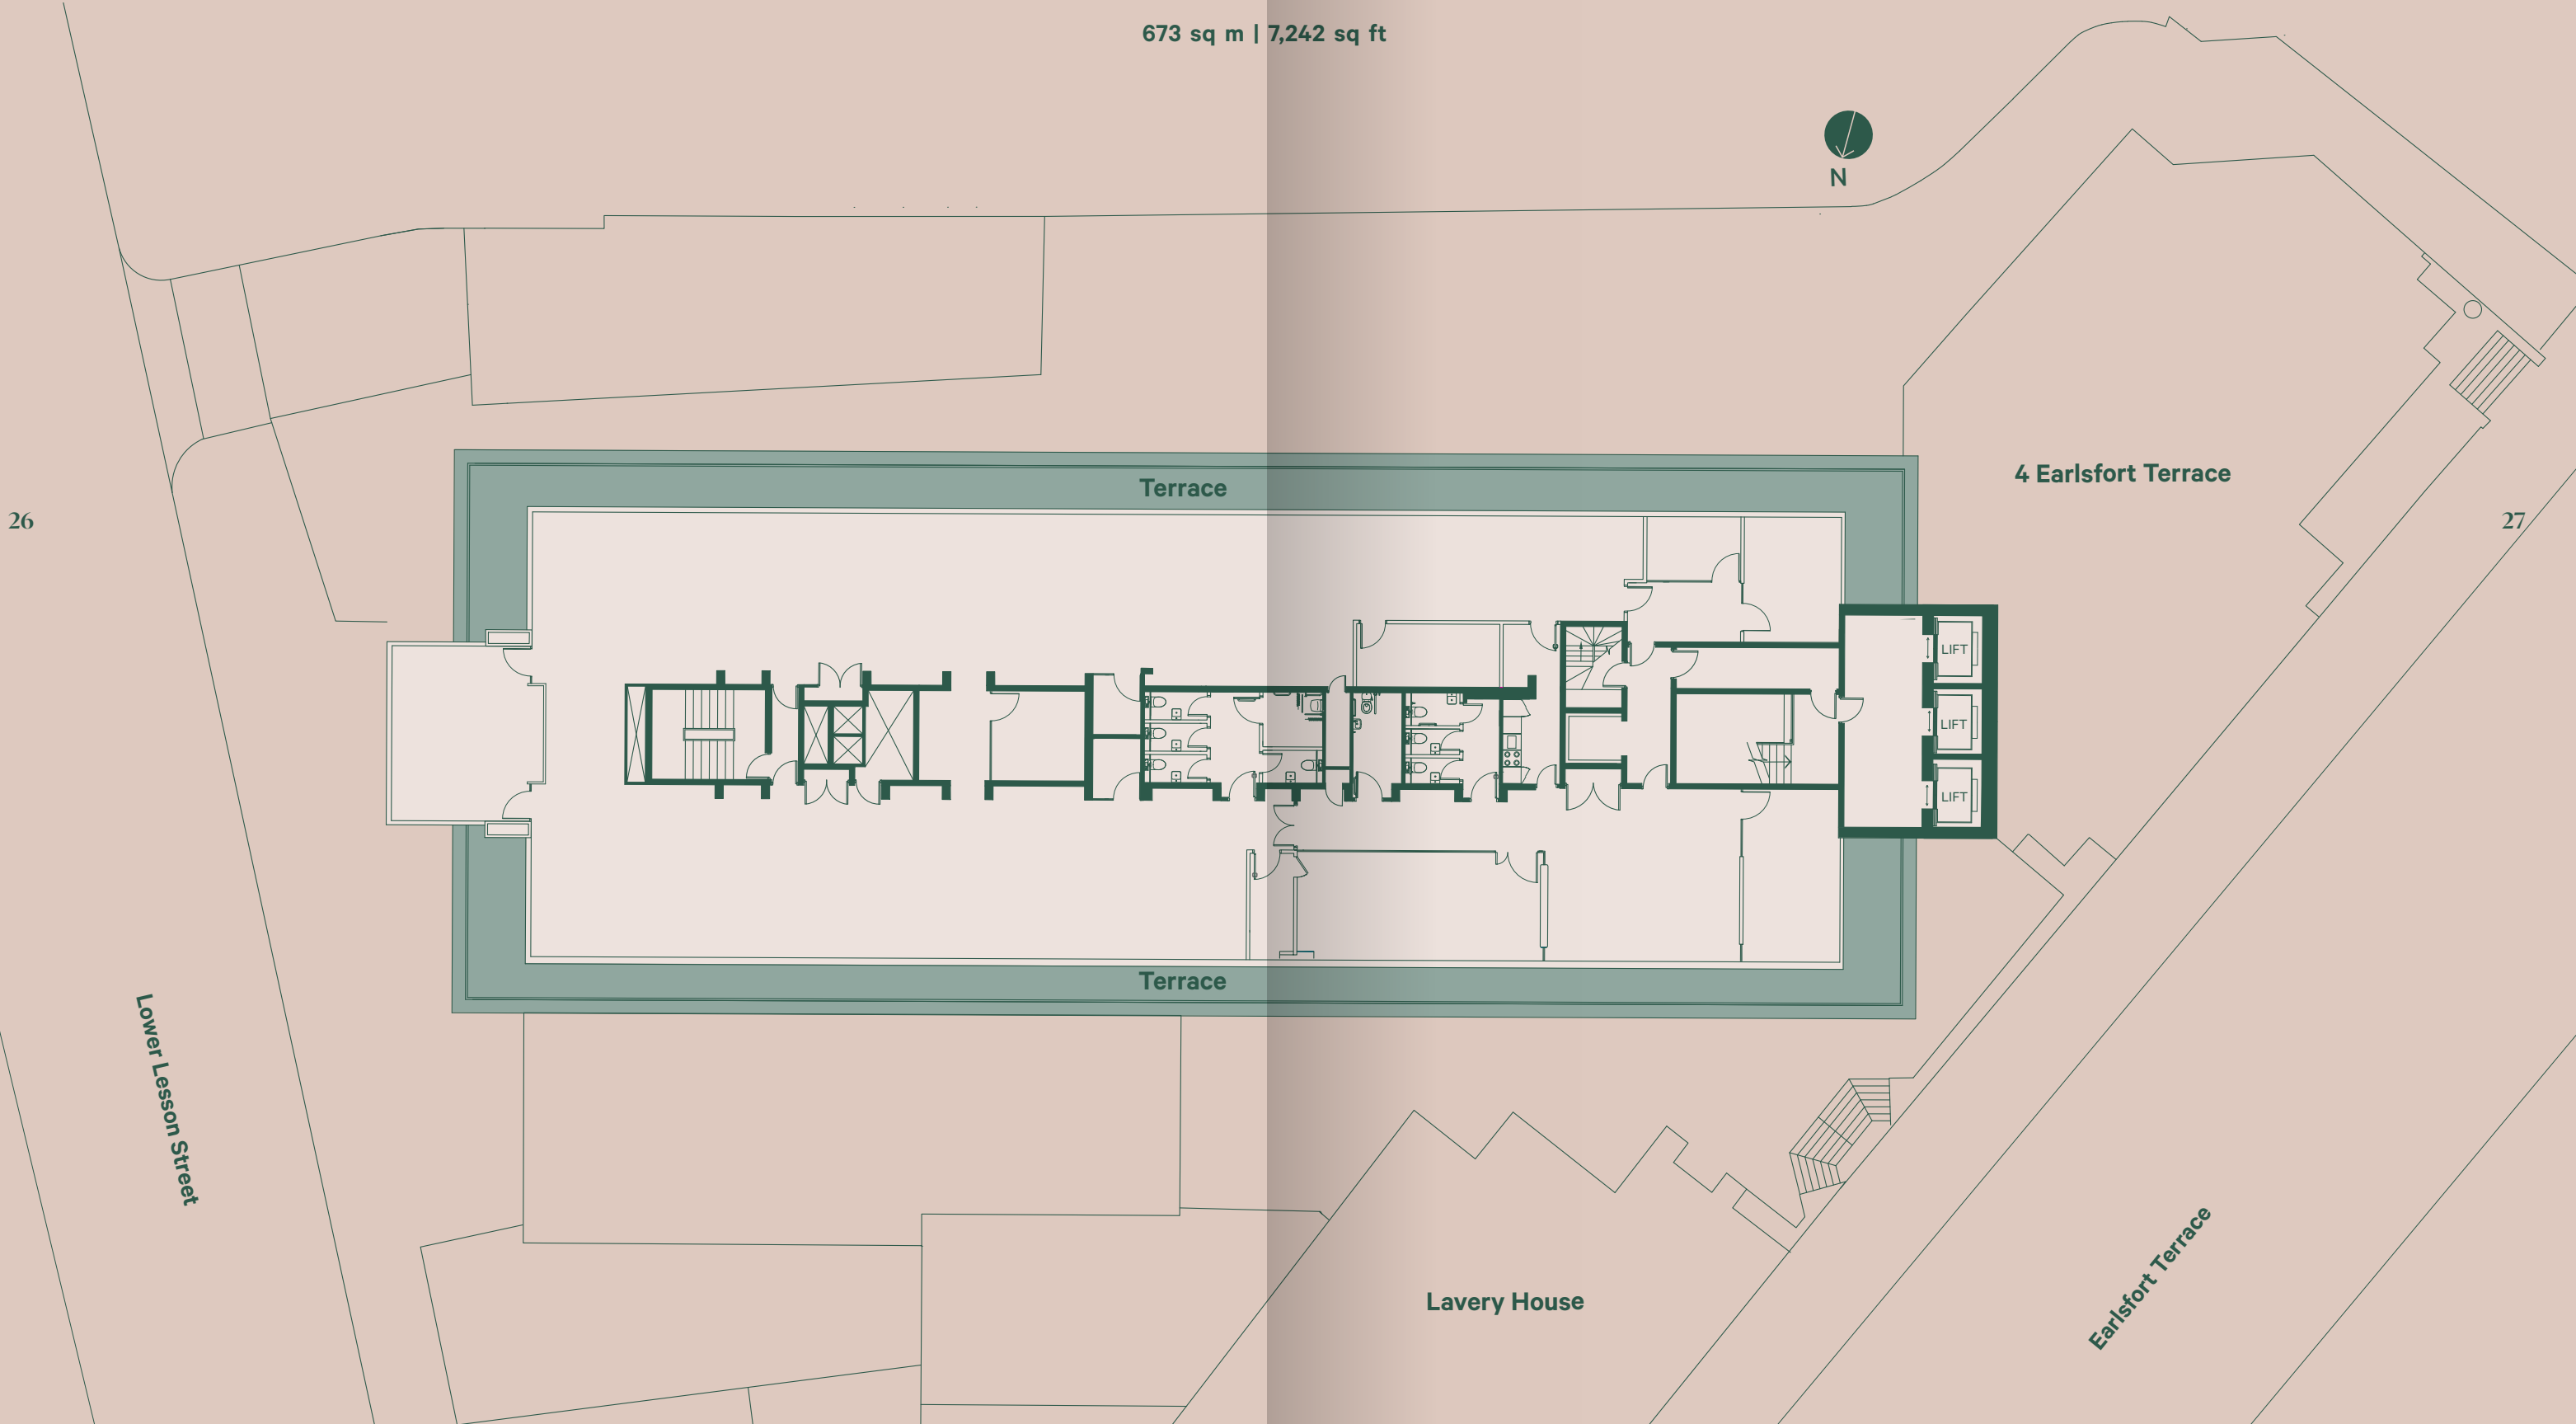 673 sq m | 7,242 sq ft
N
4 Earlsfort Terrace
Terrace
26
27
LIFT
LIFT
LIFT
Terrace
Lower Lesson Street
Lavery House
Earlsfort Terrace